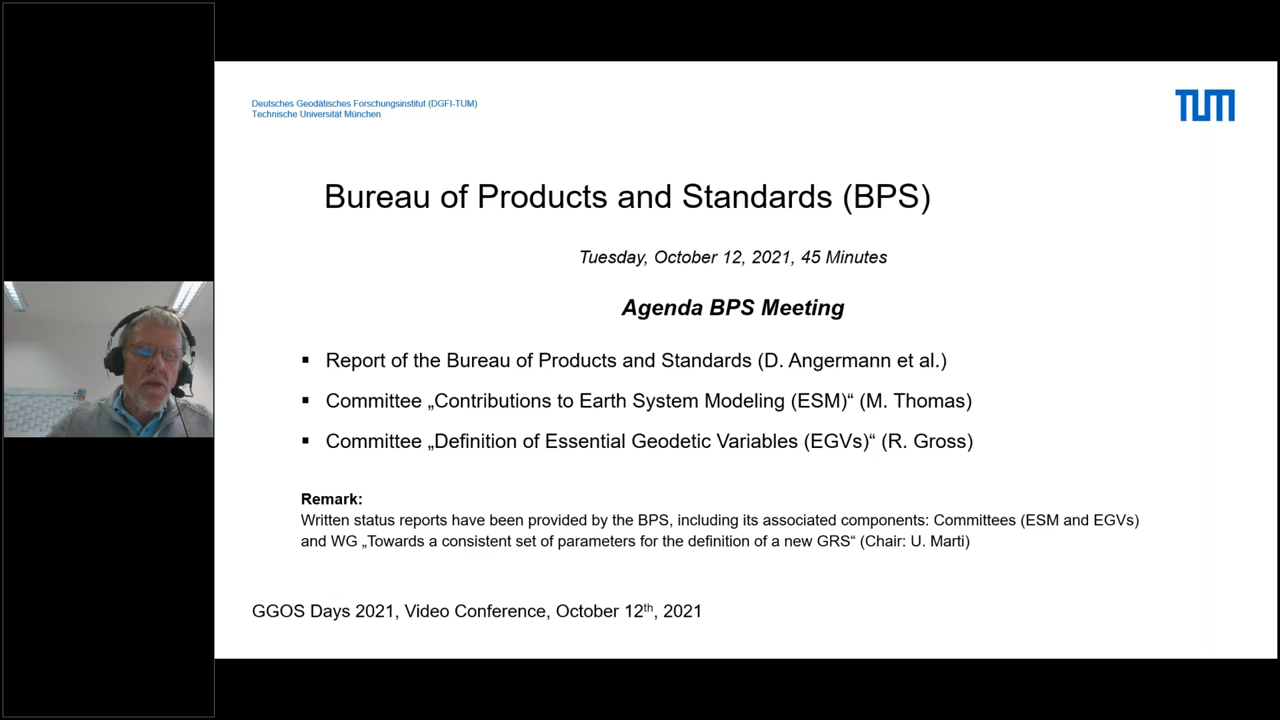 Deutsches Geodätisches Forschungsinstitut (DGFI-TUM)
Technische Universität München
TUM
Bureau of Products and Standards (BPS)
Tuesday, October 12, 2021, 45 Minutes
Agenda BPS Meeting
▪ Report of the Bureau of Products and Standards (D. Angermann et al.)
▪ Committee „Contributions to Earth System Modeling (ESM)“ (M. Thomas)
▪ Committee „Definition of Essential Geodetic Variables (EGVs)“ (R. Gross)
Remark:
Written status reports have been provided by the BPS, including its associated components: Committees (ESM and EGVs)
and WG „Towards a consistent set of parameters for the definition of a new GRS“ (Chair: U. Marti)
GGOS Days 2021, Video Conference, October 12th, 2021